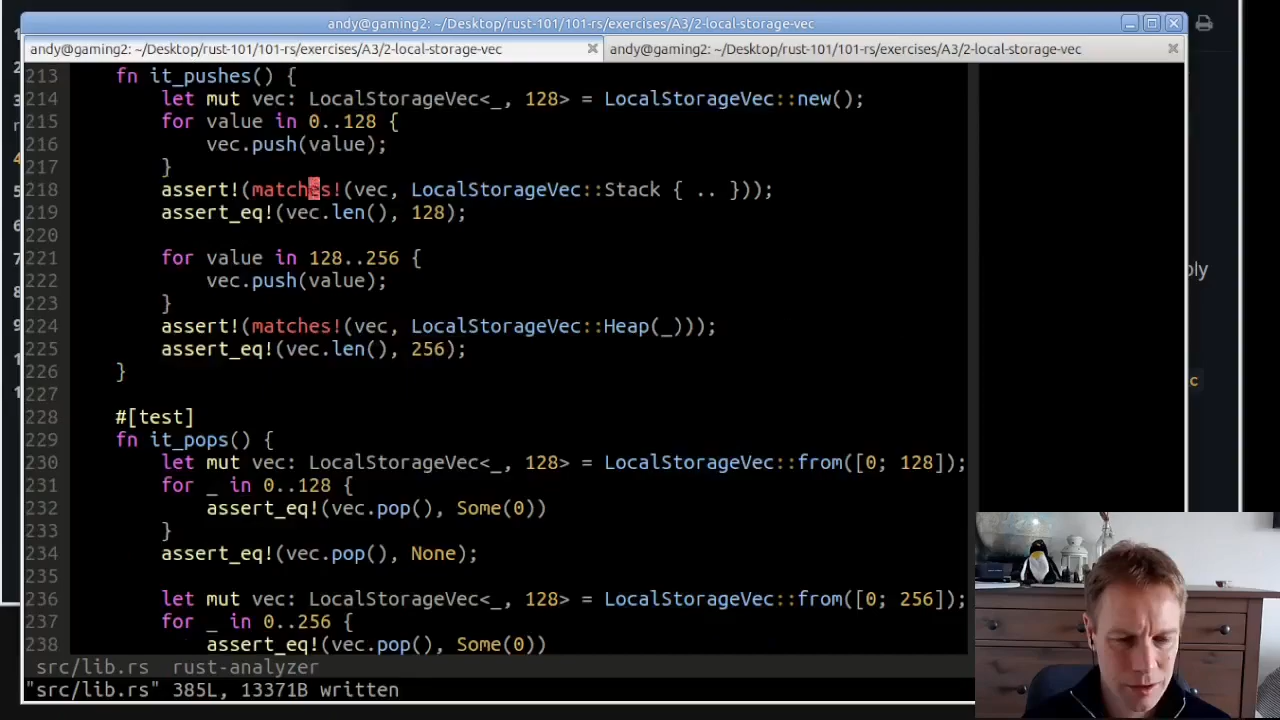 andy@gaming2: ~/Desktop/rust-101/101-rs/exercises/A3/2-local-storage-vec
andy@gaming2: ~/Desktop/rust-101/101-rs/exercises/A3/2-local-storage-vec
andy@gaming2: ~/Desktop/rust-101/101-rs/exercises/A3/2-local-storage-vec
213 fn it_pushes() {
214 let mut vec: LocalStorageVec<_, 128> = LocalStorageVec::new();
215 for value in 0..128 {
216 vec.push(value);
217 }
218 assert!(matches!(vec, LocalStorageVec::Stack { .. }));
219 assert_eq!(vec.len(), 128);
220
221 for value in 128..256 {
222 vec.push(value);
223 }
224 assert!(matches!(vec, LocalStorageVec::Heap(_)));
225 assert_eq!(vec.len(), 256);
226 }
227
228 #[test]
229 fn it_pops() {
230 let mut vec: LocalStorageVec<_, 128> = LocalStorageVec::from([0; 128]);
231 for _ in 0..128 {
232 assert_eq!(vec.pop(), Some(0))
233 }
234 assert_eq!(vec.pop(), None);
235
236 let mut vec: LocalStorageVec<_, 128> = LocalStorageVec::from([0; 256]);
237 for _ in 0..256 {
238 assert_eq!(vec.pop(), Some(0))
src/lib.rs rust-analyzer
"src/lib.rs" 385L, 13371B written